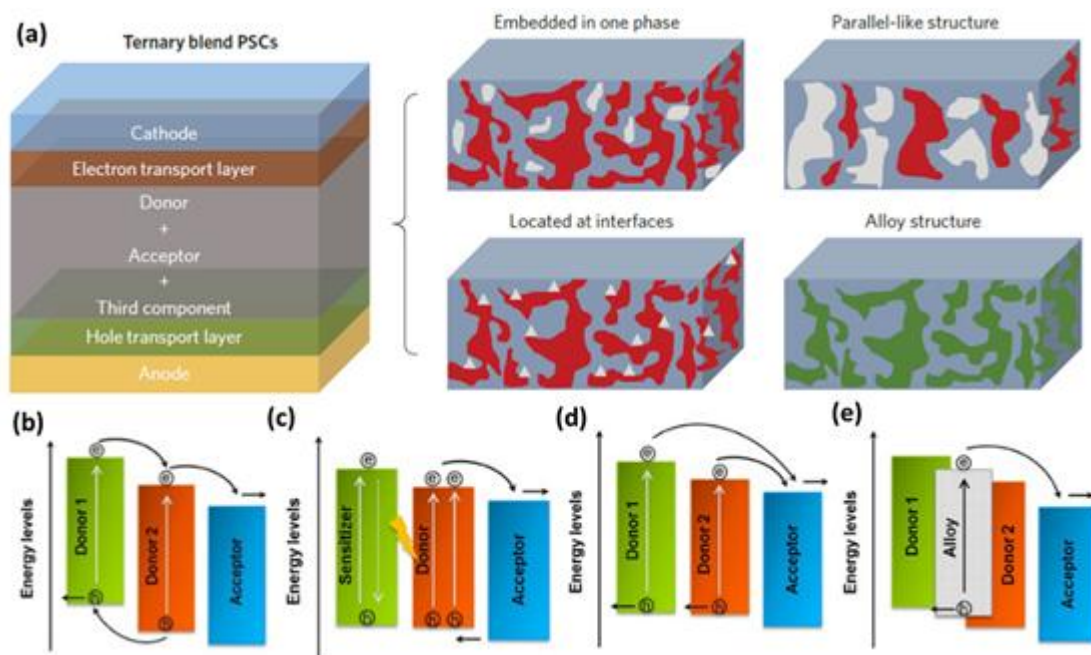 (a)
Ternary blend PSCs
Cathode
Electron transport layer
Donor
+
Acceptor
+
Third component
Hole transport layer
Anode
Embedded in one phase
Parallel-like structure
Located at interfaces
Alloy structure
(b)
Energy levels
Donor 1
Donor 2
Acceptor
e
e
h
h
(c)
Energy levels
Sensitizer
Donor
Acceptor
e
e
e
h
h
h
(d)
Energy levels
Donor 1
Donor 2
Acceptor
e
e
h
h
(e)
Energy levels
Donor 1
Alloy
Donor 2
Acceptor
e
h